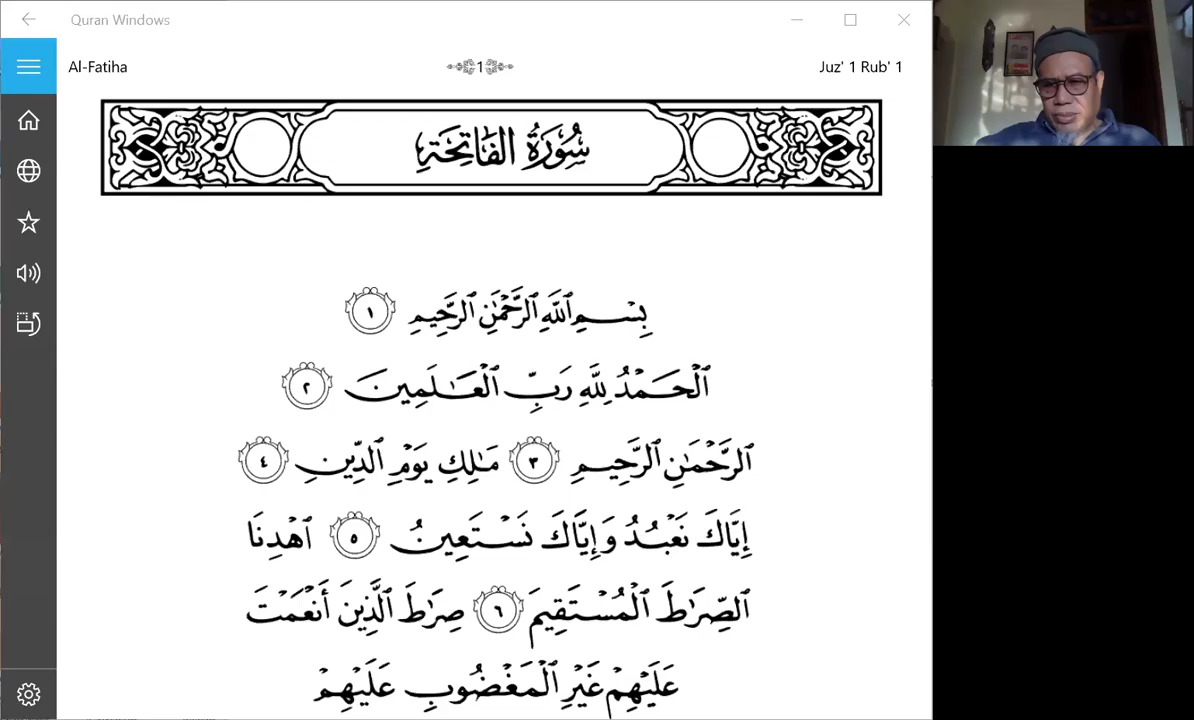 Quran Windows
Al-Fatiha
1
Juz' 1 Rub' 1
سُورَةُ الفَاتِحَةِ
بِسْمِ ٱللَّهِ ٱلرَّحْمَٰنِ ٱلرَّحِيمِ ١
ٱلْحَمْدُ لِلَّهِ رَبِّ ٱلْعَٰلَمِينَ ٢
ٱلرَّحْمَٰنِ ٱلرَّحِيمِ ٣ مَٰلِكِ يَوْمِ ٱلدِّينِ ٤
إِيَّاكَ نَعْبُدُ وَإِيَّاكَ نَسْتَعِينُ ٥ ٱهْدِنَا
ٱلصِّرَٰطَ ٱلْمُسْتَقِيمَ ٦ صِرَٰطَ ٱلَّذِينَ أَنْعَمْتَ
عَلَيْهِمْ غَيْرِ ٱلْمَغْضُوبِ عَلَيْهِمْ